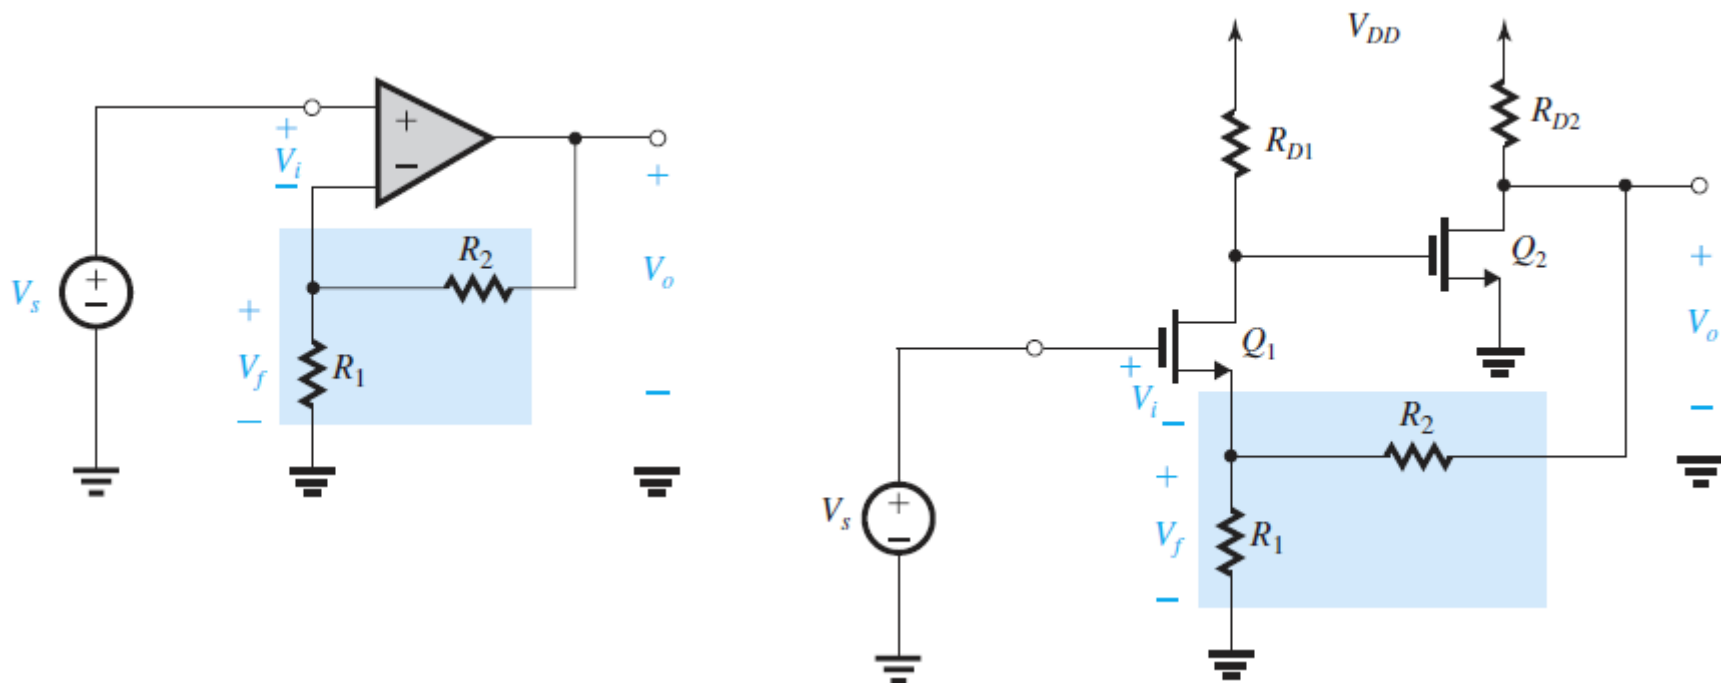 +
V_i
−
+
−
R_2
+
V_o
−
V_s
+
−
+
V_f
−
R_1
V_DD
R_D1
R_D2
Q_2
+
V_o
−
Q_1
+
V_i
−
R_2
V_s
+
−
+
V_f
−
R_1